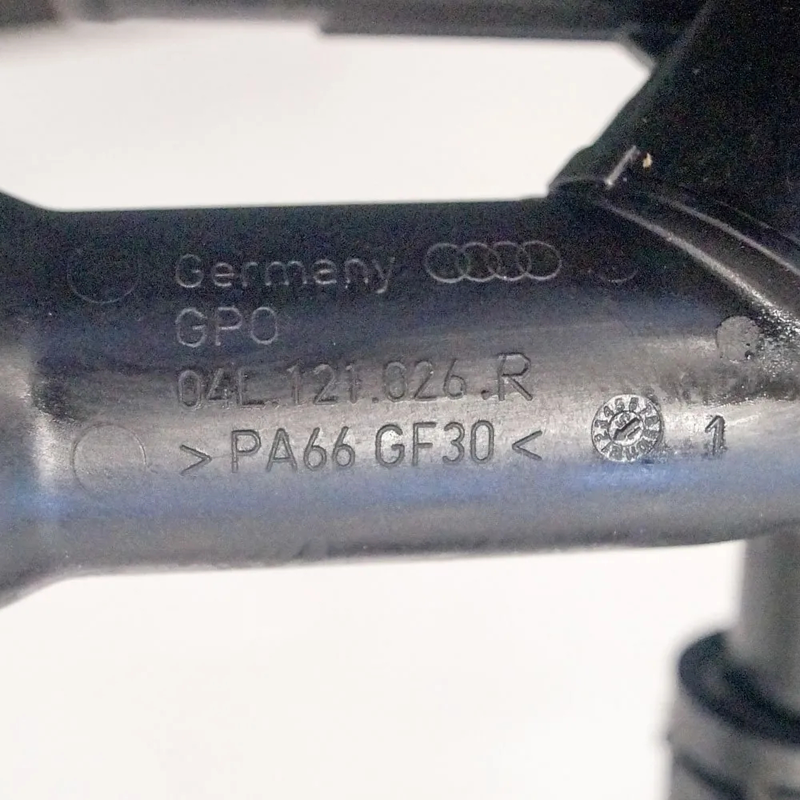 Germany
GPO
04L.121.026.R
>PA66 GF30< 1